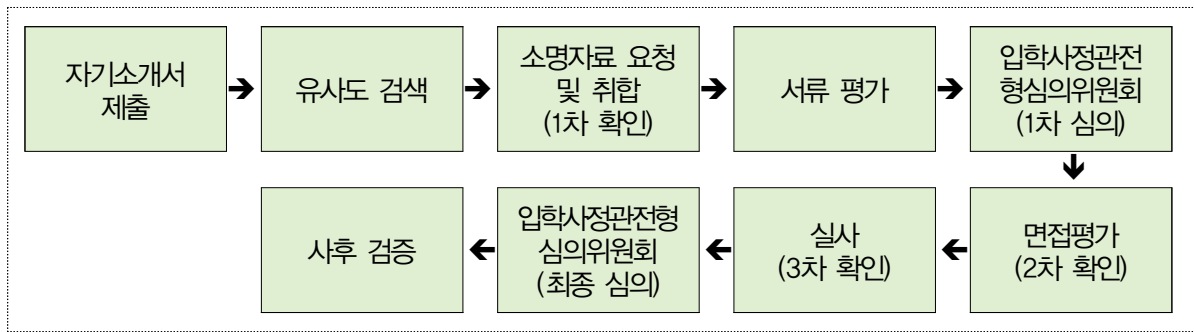 자기소개서
제출
유사도 검색
소명자료 요청
및 취합
(1차 확인)
서류 평가
입학사정관전
형심의위원회
(1차 심의)
면접평가
(2차 확인)
실사
(3차 확인)
입학사정관전형
심의위원회
(최종 심의)
사후 검증